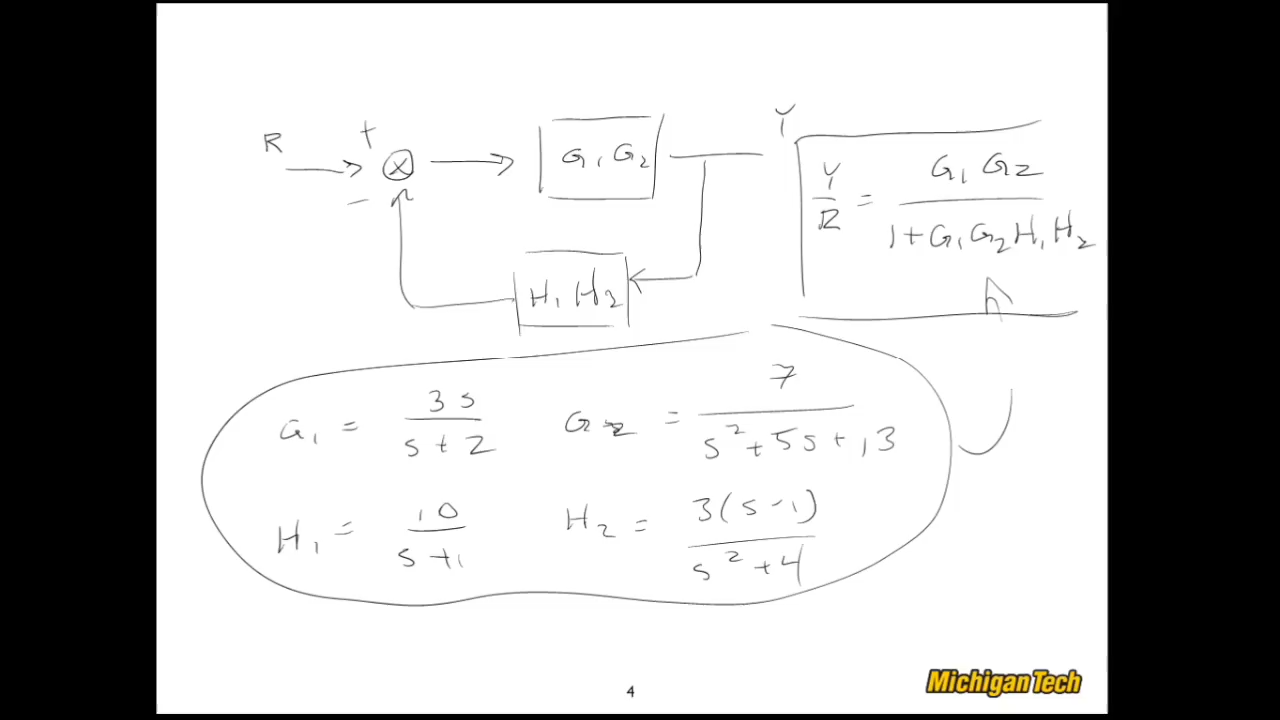 R + − G₁G₂ Y
H₁H₂
Y/R = G₁G₂ / (1+G₁G₂H₁H₂)
G₁ = 3s / (s+2) G₂ = 7 / (s²+5s+13)
H₁ = 10 / (s+1) H₂ = 3(s-1) / (s²+4)
4
Michigan Tech